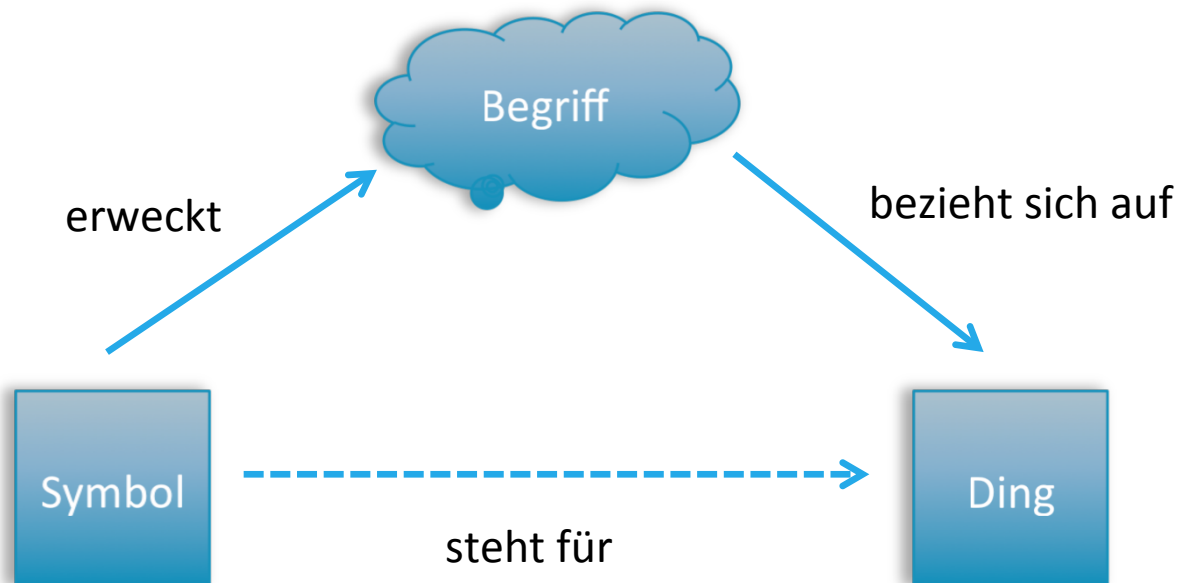 Begriff
erweckt
bezieht sich auf
Symbol
Ding
steht für